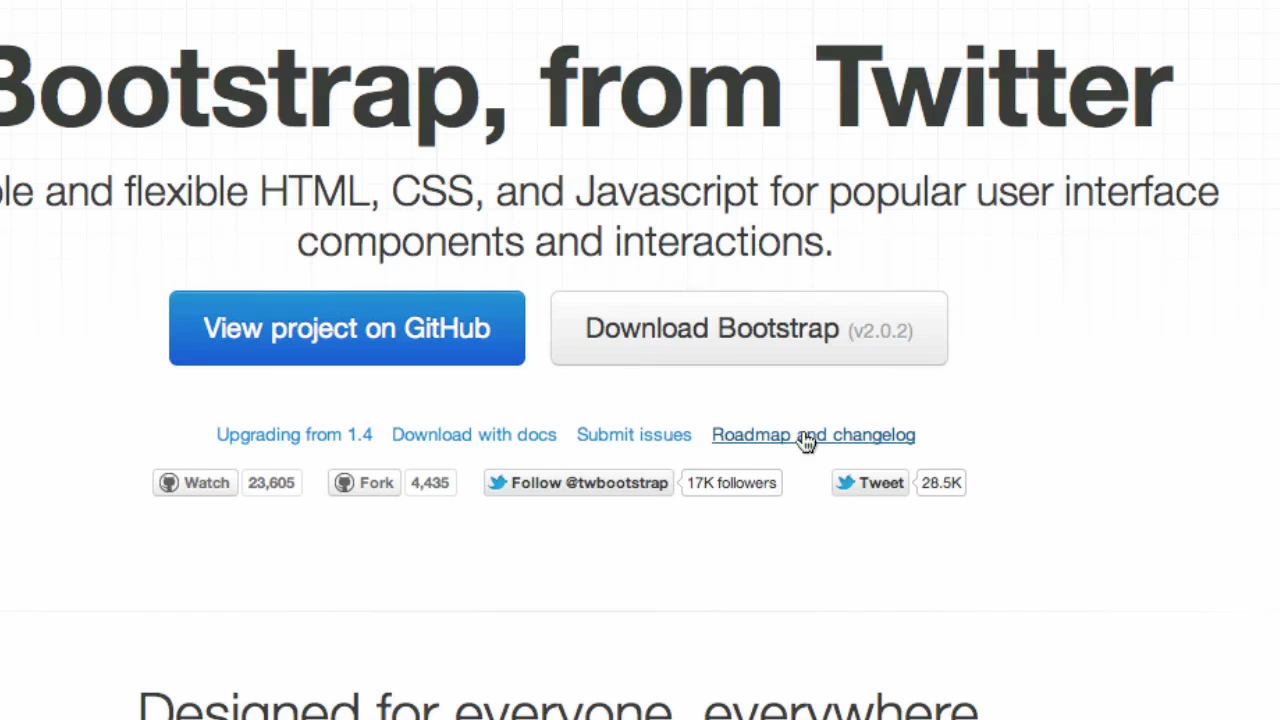 Bootstrap, from Twitter
and flexible HTML, CSS, and Javascript for popular user interface
components and interactions.
View project on GitHub Download Bootstrap (v2.0.2)
Upgrading from 1.4 Download with docs Submit issues Roadmap and changelog
Watch 23,605 Fork 4,435 Follow @twbootstrap 17K followers Tweet 28.5K
Designed for everyone, everywhere